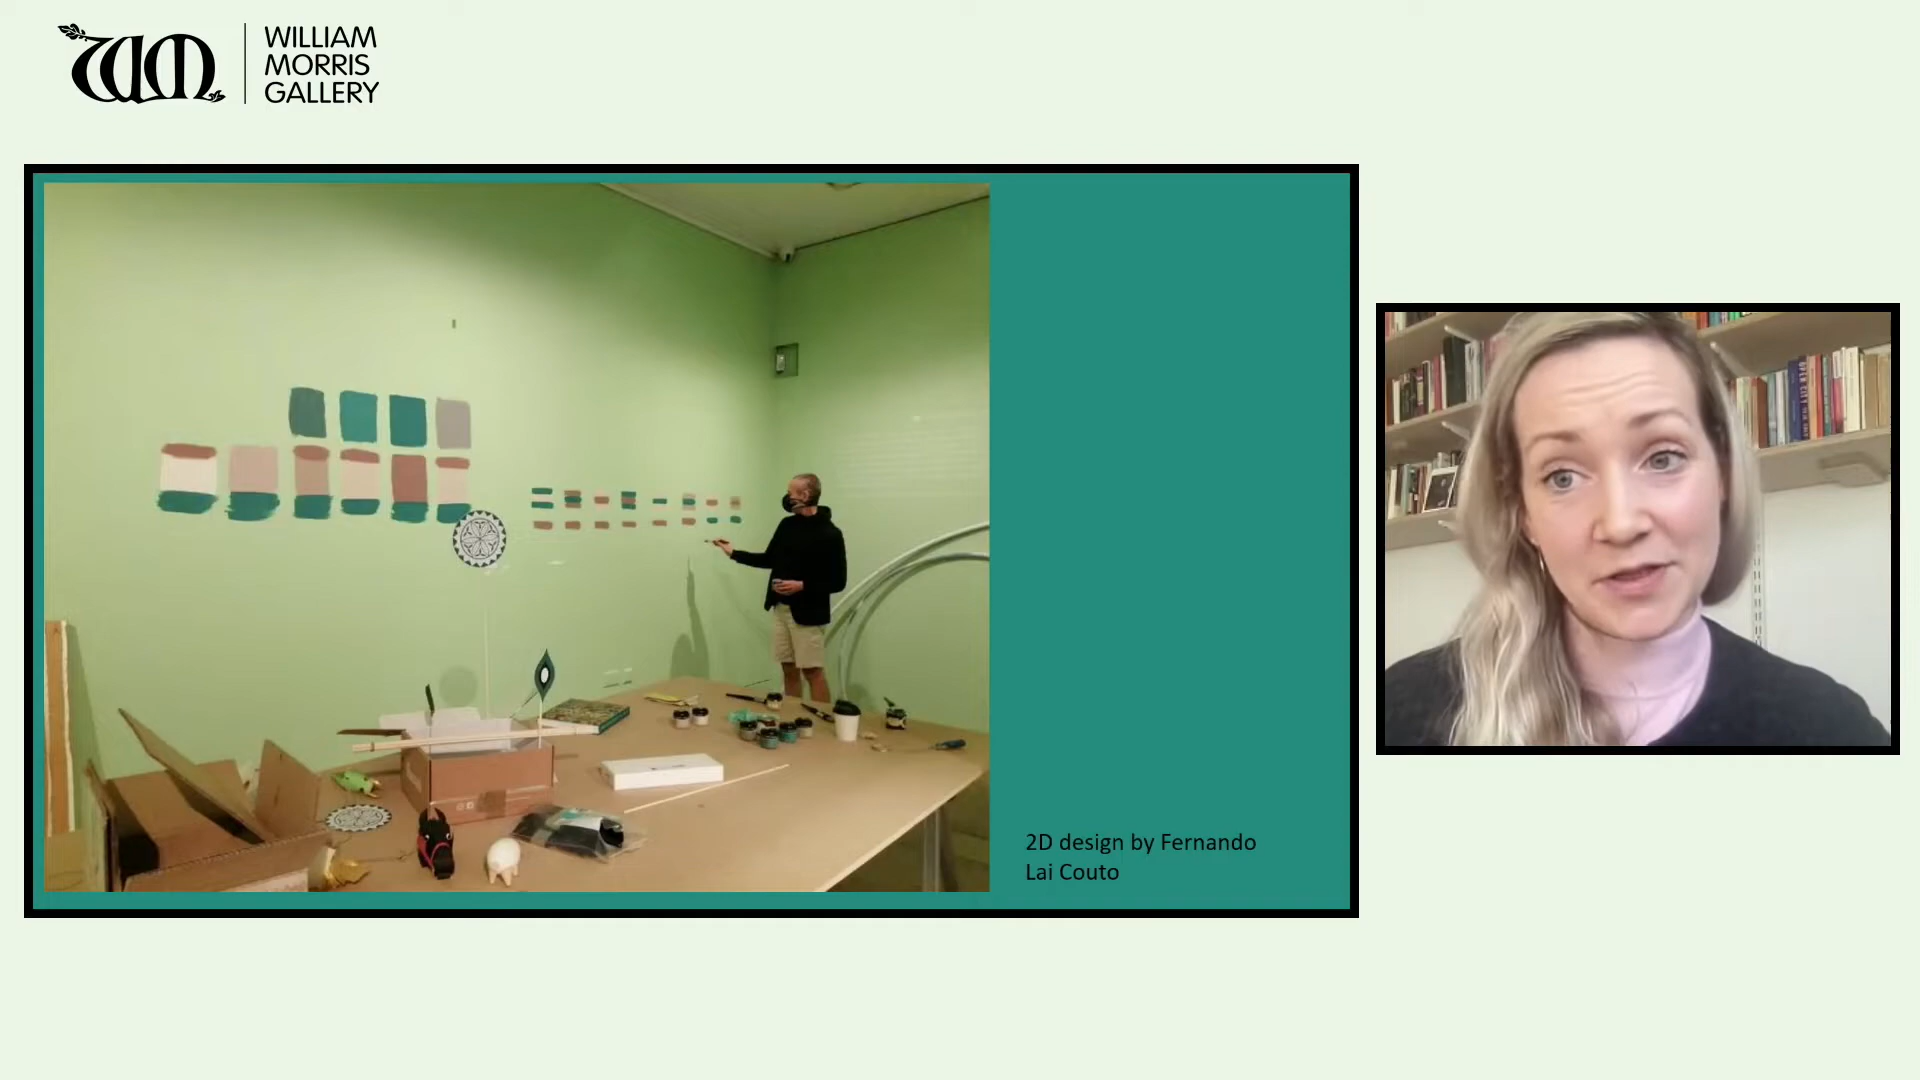 WILLIAM
MORRIS
GALLERY
2D design by Fernando
Lai Couto